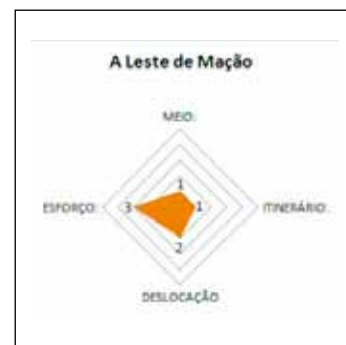 A Leste de Mação
MEIO:
1
ESFORÇO: 3 1 ITINERÁRIO:
2
DESLOCAÇÃO